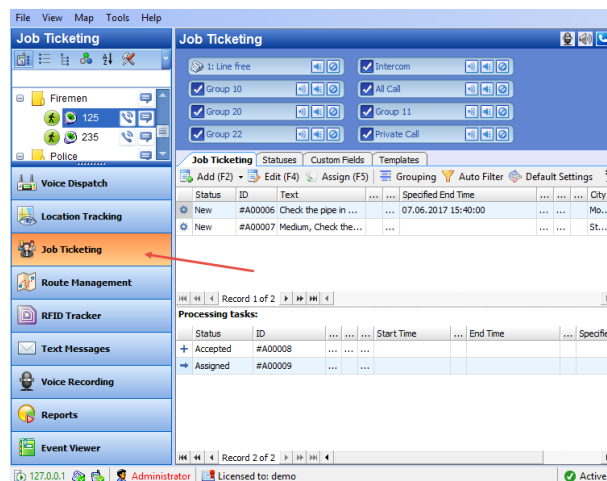 File View Map Tools Help
Job Ticketing
Firemen
125
235
Police
Voice Dispatch
Location Tracking
Job Ticketing
Route Management
RFID Tracker
Text Messages
Voice Recording
Reports
Event Viewer
Job Ticketing
1: Line free Intercom
Group 10 All Call
Group 20 Group 11
Group 22 Private Call
Job Ticketing Statuses Custom Fields Templates
Add (F2) Edit (F4) Assign (F5) Grouping Auto Filter Default Settings
Status ID Text ... ... Specified End Time ... ... ... City
New #A00006 Check the pipe in ... ... 07.06.2017 15:40:00 ... ... Mo...
New #A00007 Medium, Check the... ... ... ... St...
Record 1 of 2
Processing tasks:
Status ID ... ... ... Start Time ... End Time ... Specifie
Accepted #A00008 ... ... ...
Assigned #A00009 ... ...
Record 2 of 2
127.0.0.1 Administrator Licensed to: demo Active